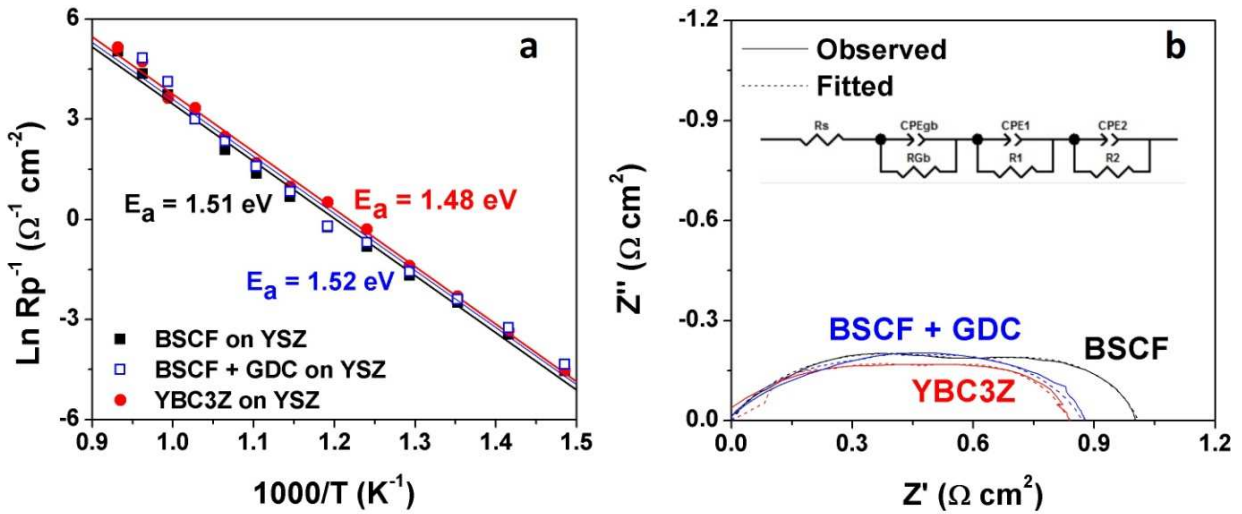 a
Ln Rp⁻¹ (Ω⁻¹ cm⁻²)
6
3
0
-3
-6
Eₐ = 1.51 eV
Eₐ = 1.48 eV
Eₐ = 1.52 eV
BSCF on YSZ
BSCF + GDC on YSZ
YBC3Z on YSZ
0.9 1.0 1.1 1.2 1.3 1.4 1.5
1000/T (K⁻¹)
b
Z'' (Ω cm²)
-1.2
-0.9
-0.6
-0.3
0.0
Observed
Fitted
Rs CPEgb CPE1 CPE2
RGb R1 R2
BSCF + GDC
BSCF
YBC3Z
0.0 0.3 0.6 0.9 1.2
Z' (Ω cm²)